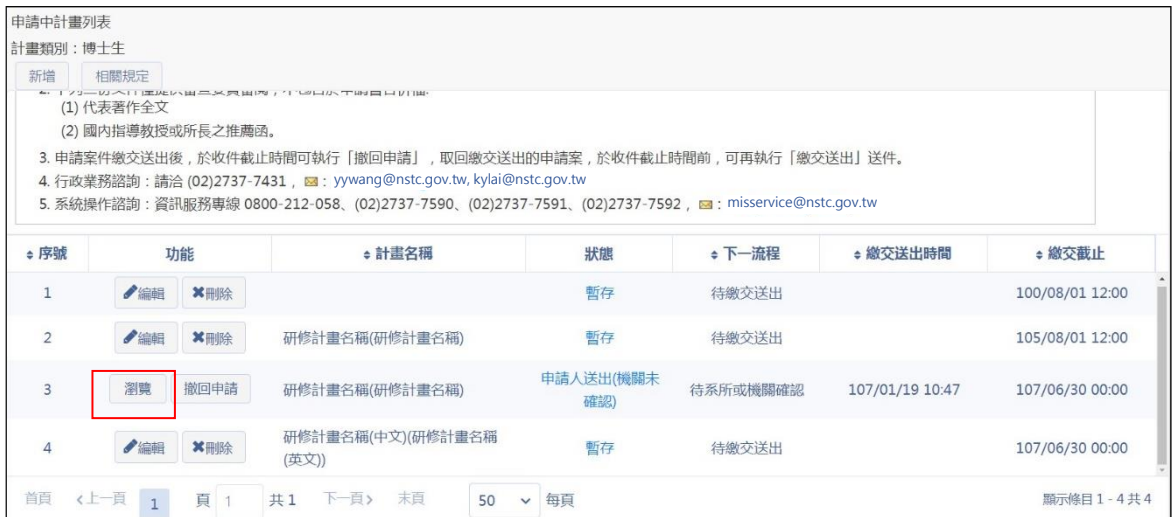 申請中計畫列表
計畫類別：博士生
新增 相關規定
(1) 代表著作全文
(2) 國內指導教授或所長之推薦函。
3. 申請案件繳交送出後，於收件截止時間可執行「撤回申請」，取回繳交送出的申請案，於收件截止時間前，可再執行「繳交送出」送件。
4. 行政業務諮詢：請洽 (02)2737-7431， ：yywang@nstc.gov.tw, kylai@nstc.gov.tw
5. 系統操作諮詢：資訊服務專線 0800-212-058、(02)2737-7590、(02)2737-7591、(02)2737-7592， ：misservice@nstc.gov.tw
序號 功能 計畫名稱 狀態 下一流程 繳交送出時間 繳交截止
1 編輯 刪除 暫存 待繳交送出 100/08/01 12:00
2 編輯 刪除 研修計畫名稱(研修計畫名稱) 暫存 待繳交送出 105/08/01 12:00
3 瀏覽 撤回申請 研修計畫名稱(研修計畫名稱) 申請人送出(機關未
確認) 待系所或機關確認 107/01/19 10:47 107/06/30 00:00
4 編輯 刪除 研修計畫名稱(中文)(研修計畫名稱
(英文)) 暫存 待繳交送出 107/06/30 00:00
首頁 上一頁 1 頁 1 共 1 下一頁 末頁 50 每頁 顯示條目 1 - 4 共 4